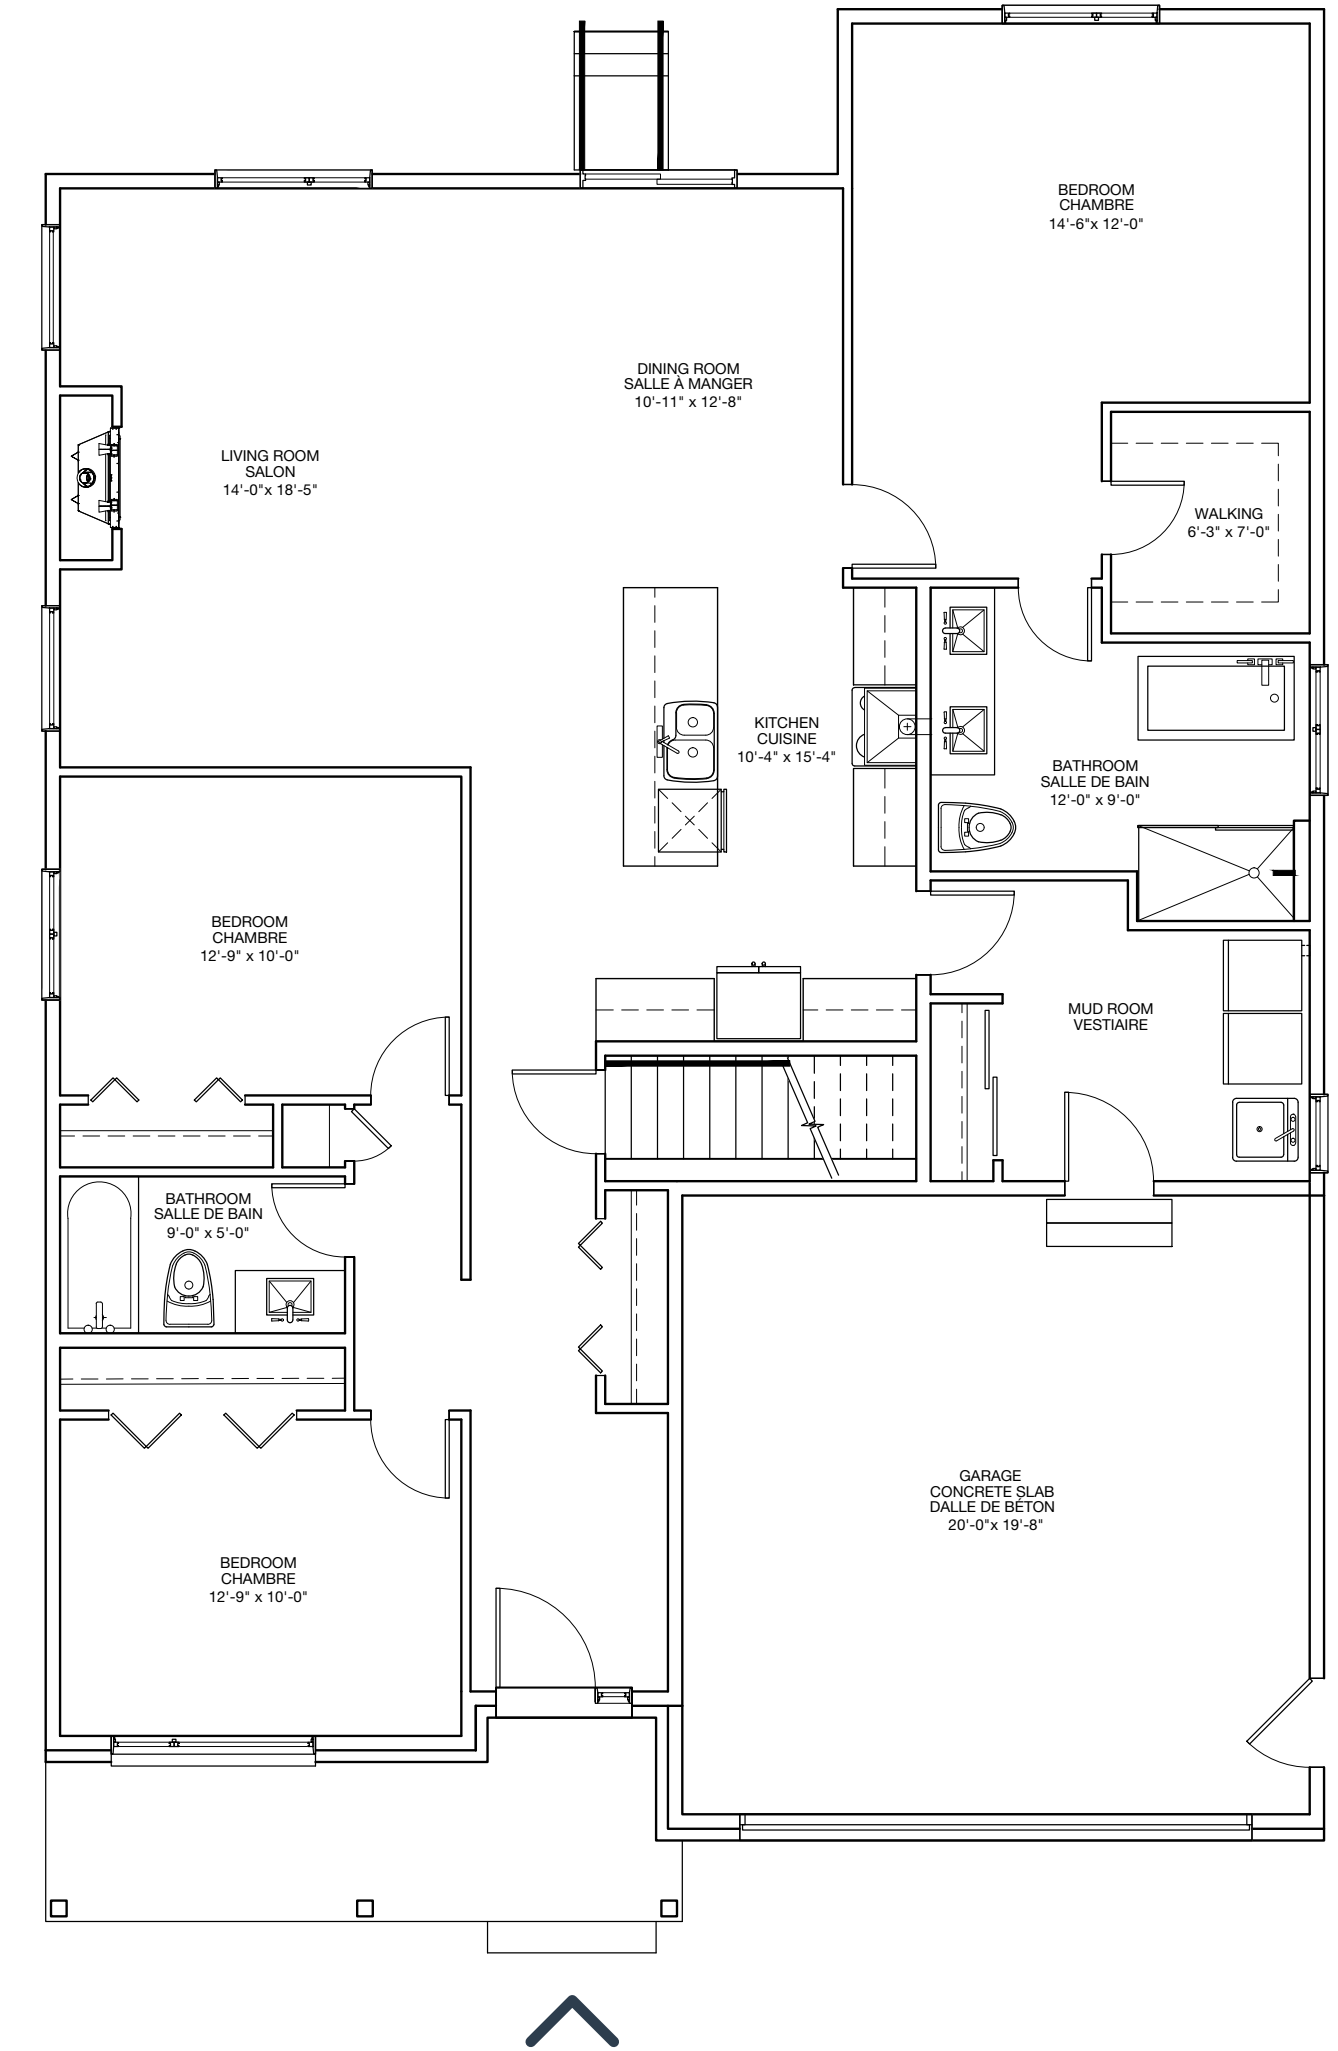 BEDROOM
CHAMBRE
14'-6"x 12'-0"
DINING ROOM
SALLE À MANGER
10'-11" x 12'-8"
LIVING ROOM
SALON
14'-0"x 18'-5"
WALKING
6'-3" x 7'-0"
KITCHEN
CUISINE
10'-4" x 15'-4"
BATHROOM
SALLE DE BAIN
12'-0" x 9'-0"
BEDROOM
CHAMBRE
12'-9" x 10'-0"
MUD ROOM
VESTIAIRE
BATHROOM
SALLE DE BAIN
9'-0" x 5'-0"
GARAGE
CONCRETE SLAB
DALLE DE BÉTON
20'-0"x 19'-8"
BEDROOM
CHAMBRE
12'-9" x 10'-0"